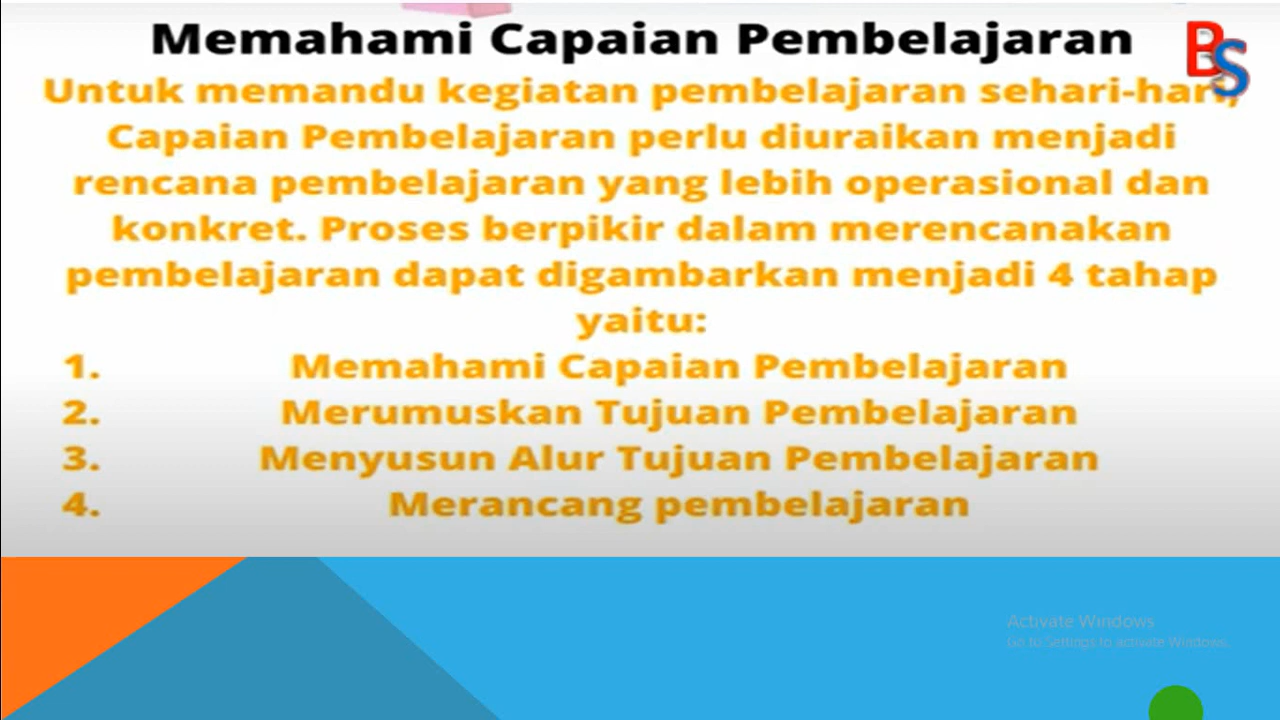 Memahami Capaian Pembelajaran
BS
Untuk memandu kegiatan pembelajaran sehari-hari,
Capaian Pembelajaran perlu diuraikan menjadi
rencana pembelajaran yang lebih operasional dan
konkret. Proses berpikir dalam merencanakan
pembelajaran dapat digambarkan menjadi 4 tahap
yaitu:
1. Memahami Capaian Pembelajaran
2. Merumuskan Tujuan Pembelajaran
3. Menyusun Alur Tujuan Pembelajaran
4. Merancang pembelajaran
Activate Windows
Go to Settings to activate Windows.